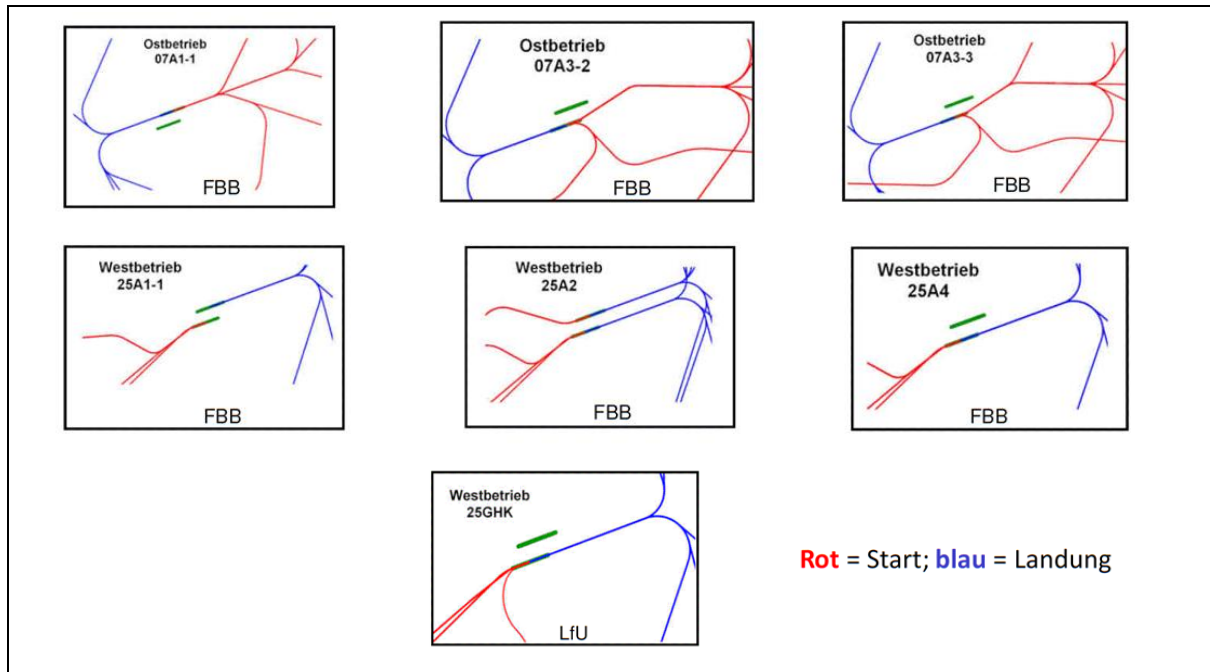 Ostbetrieb
07A1-1
FBB
Ostbetrieb
07A3-2
FBB
Ostbetrieb
07A3-3
FBB
Westbetrieb
25A1-1
FBB
Westbetrieb
25A2
FBB
Westbetrieb
25A4
FBB
Westbetrieb
25GHK
LfU
Rot = Start; blau = Landung